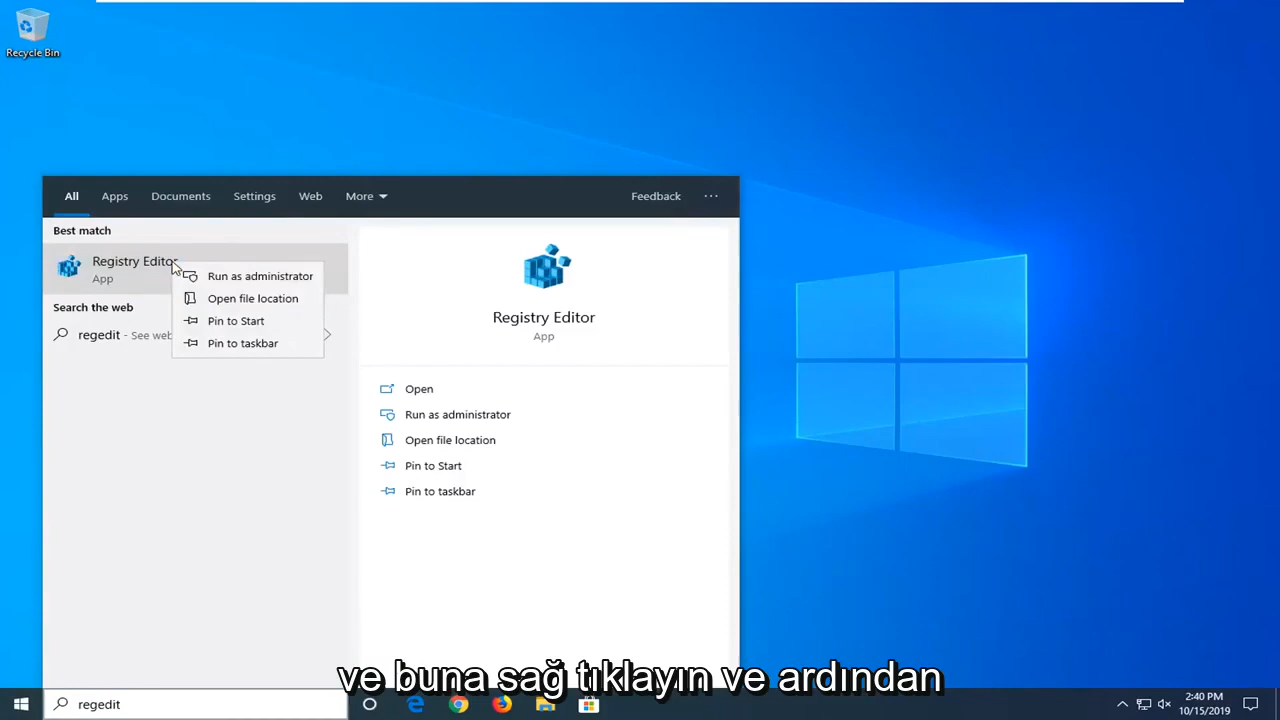 Recycle Bin
All Apps Documents Settings Web More Feedback ...
Best match
Registry Editor
App
Run as administrator
Open file location
Pin to Start
Pin to taskbar
Search the web
regedit - See web
Registry Editor
App
Open
Run as administrator
Open file location
Pin to Start
Pin to taskbar
ve buna sağ tıklayın ve ardından
regedit
2:40 PM
10/15/2019